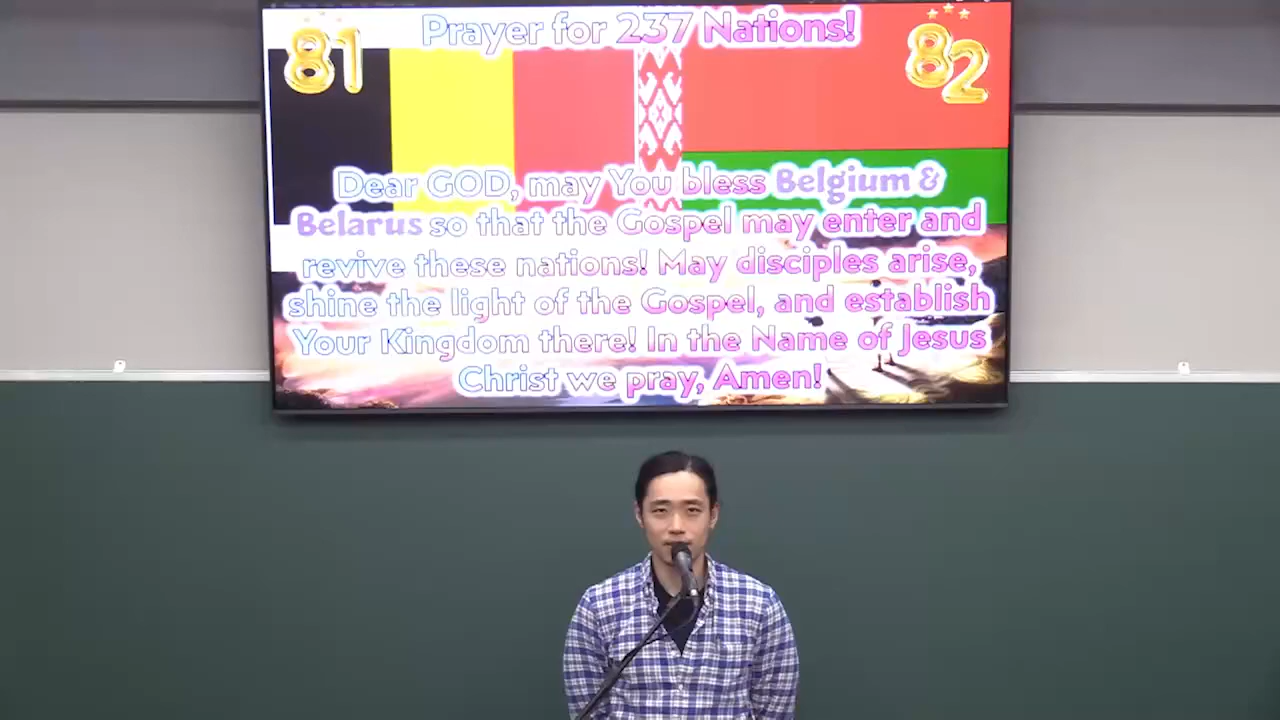 Prayer for 237 Nations!
81
82
Dear GOD, may You bless Belgium &
Belarus so that the Gospel may enter and
revive these nations! May disciples arise,
shine the light of the Gospel, and establish
Your Kingdom there! In the Name of Jesus
Christ we pray, Amen!